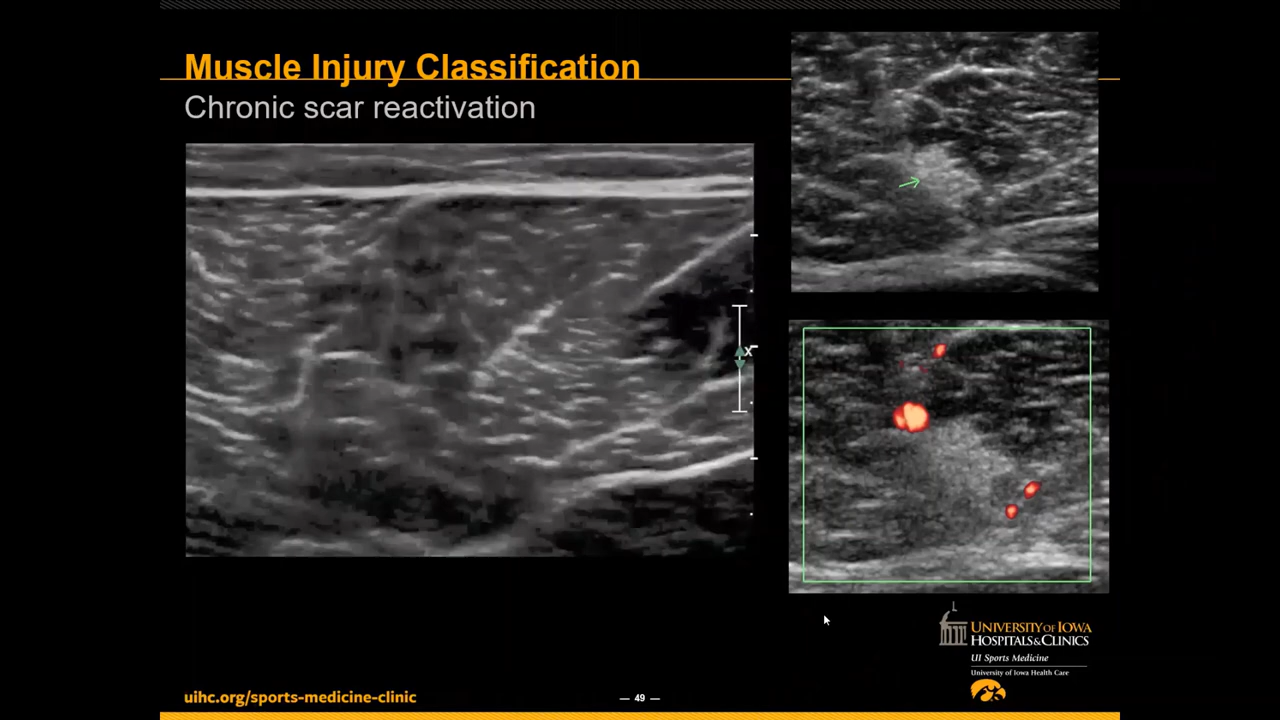 Muscle Injury Classification
Chronic scar reactivation
x
UNIVERSITY OF IOWA
HOSPITALS & CLINICS
UI Sports Medicine
University of Iowa Health Care
uihc.org/sports-medicine-clinic
— 49 —